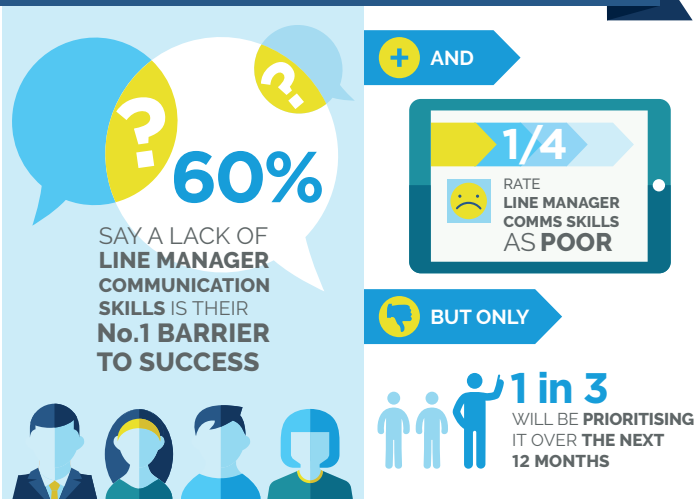 ?
?
60%
SAY A LACK OF
LINE MANAGER
COMMUNICATION
SKILLS IS THEIR
No.1 BARRIER
TO SUCCESS
+ AND
1/4
RATE
LINE MANAGER
COMMS SKILLS
AS POOR
BUT ONLY
1 in 3
WILL BE PRIORITISING
IT OVER THE NEXT
12 MONTHS